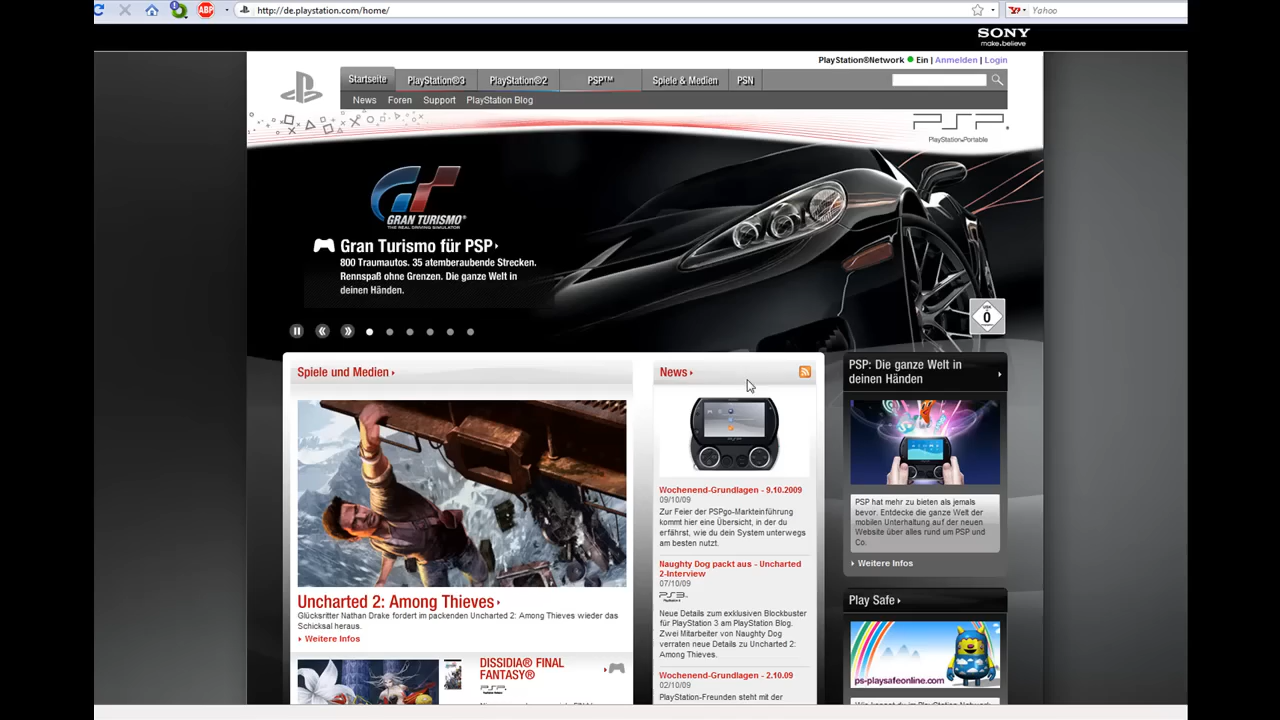 ABP
http://de.playstation.com/home/
Yahoo
SONY
make.believe
PlayStation®Network Ein | Anmelden | Login
Startseite PlayStation®3 PlayStation®2 PSP™ Spiele & Medien PSN
News Foren Support PlayStation Blog
PSP
PlayStation Portable
GRAN TURISMO®
THE REAL DRIVING SIMULATOR
Gran Turismo für PSP
800 Traumautos. 35 atemberaubende Strecken.
Rennspaß ohne Grenzen. Die ganze Welt in
deinen Händen.
0
Spiele und Medien
Uncharted 2: Among Thieves
Glücksritter Nathan Drake fordert im packenden Uncharted 2: Among Thieves wieder das
Schicksal heraus.
Weitere Infos
DISSIDIA® FINAL
FANTASY®
PSP
News
Wochenend-Grundlagen - 9.10.2009
09/10/09
Zur Feier der PSPgo-Markteinführung
kommt hier eine Übersicht, in der du
erfährst, wie du dein System unterwegs
am besten nutzt.
Naughty Dog packt aus - Uncharted
2-Interview
07/10/09
PS3
Neue Details zum exklusiven Blockbuster
für PlayStation 3 am PlayStation Blog.
Zwei Mitarbeiter von Naughty Dog
verraten neue Details zu Uncharted 2:
Among Thieves.
Wochenend-Grundlagen - 2.10.09
02/10/09
PlayStation-Freunden steht mit der
PSP: Die ganze Welt in
deinen Händen
PSP hat mehr zu bieten als jemals
bevor. Entdecke die ganze Welt der
mobilen Unterhaltung auf der neuen
Website über alles rund um PSP und
Co.
Weitere Infos
Play Safe
ps-playsafeonline.com